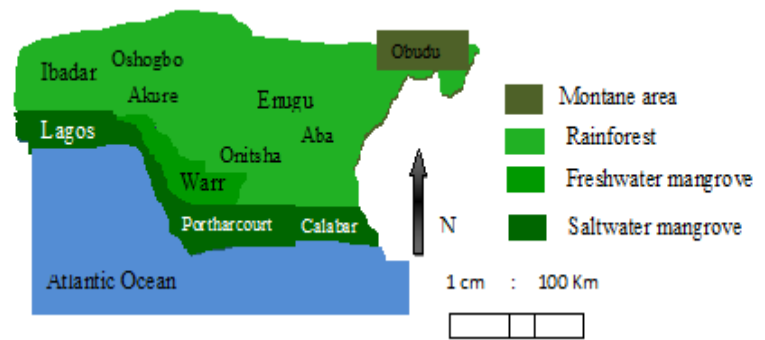 Obudu
Oshogbo
Ibadar
Akure
Enugu
Aba
Lagos
Onitsha
Warr
Portharcourt
Calabar
Atlantic Ocean
Montane area
Rainforest
Freshwater mangrove
Saltwater mangrove
N
1 cm : 100 Km